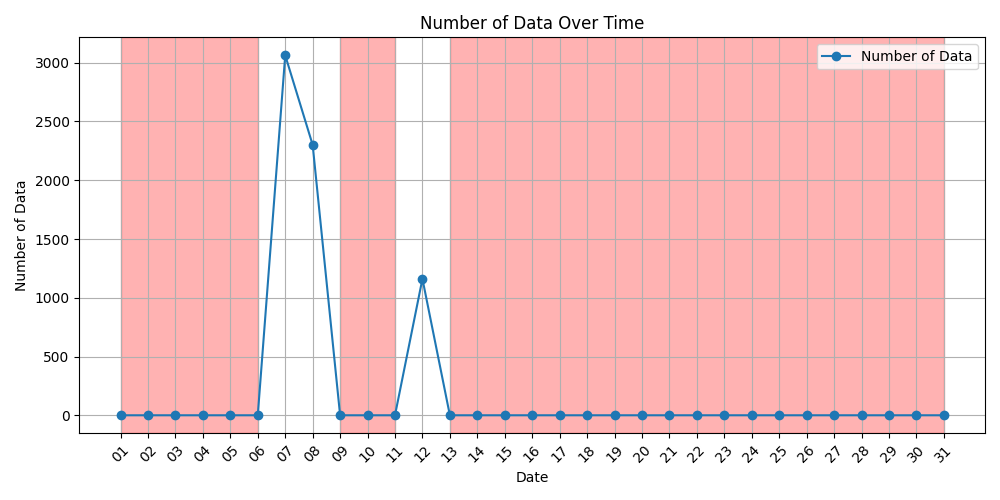 Number of Data Over Time
Number of Data
3000
2500
2000
1500
1000
500
0
Number of Data
01 02 03 04 05 06 07 08 09 10 11 12 13 14 15 16 17 18 19 20 21 22 23 24 25 26 27 28 29 30 31
Date